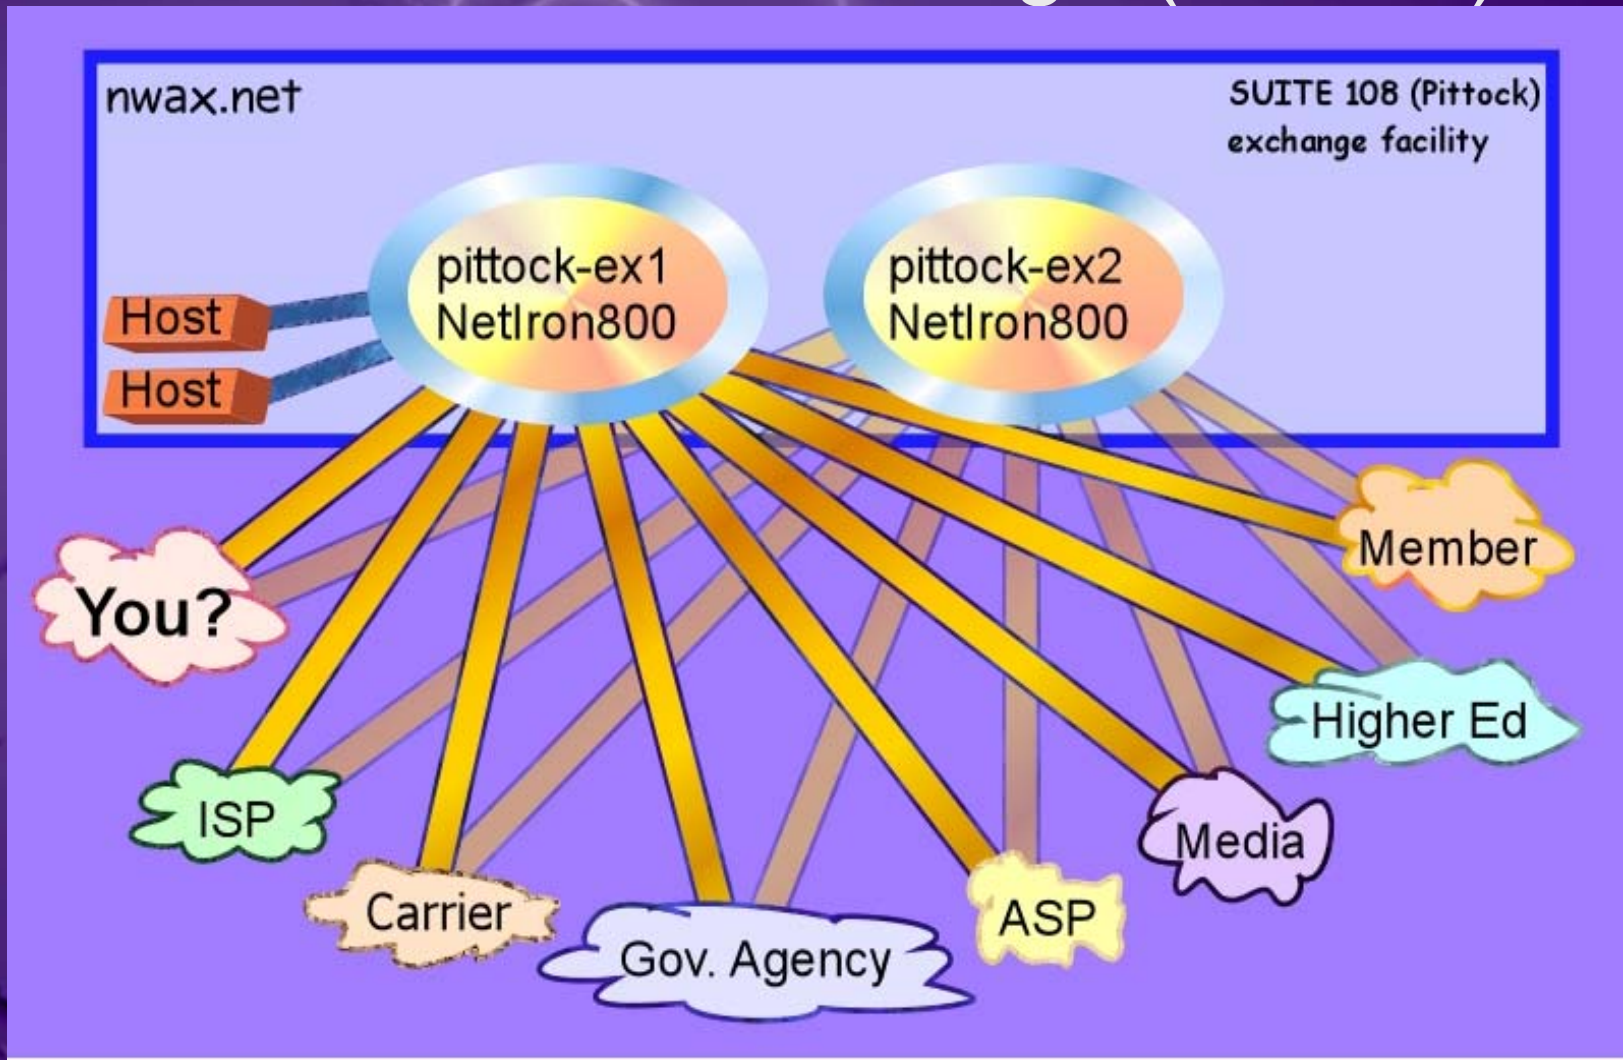 nwax.net
SUITE 108 (Pittock)
exchange facility
pittock-ex1
NetIron800
pittock-ex2
NetIron800
Host
Host
Member
You?
Higher Ed
ISP
Media
Carrier
ASP
Gov. Agency